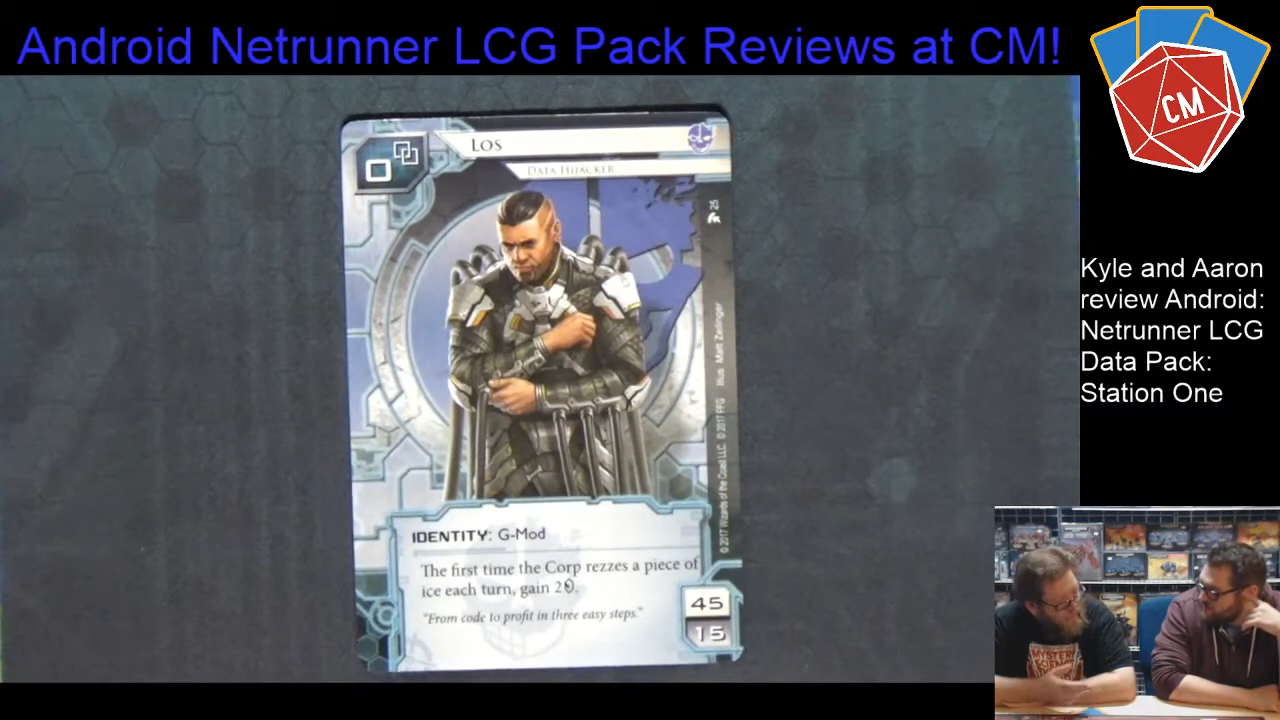 Android Netrunner LCG Pack Reviews at CM!
CM
Los
Data Hijacker
25
Illus. Matt Zeilinger
© 2017 Wizards of the Coast LLC. © 2017 FFG
IDENTITY: G-Mod
The first time the Corp rezzes a piece of
ice each turn, gain 2
"From code to profit in three easy steps."
45
15
Kyle and Aaron
review Android:
Netrunner LCG
Data Pack:
Station One
MYSTERY